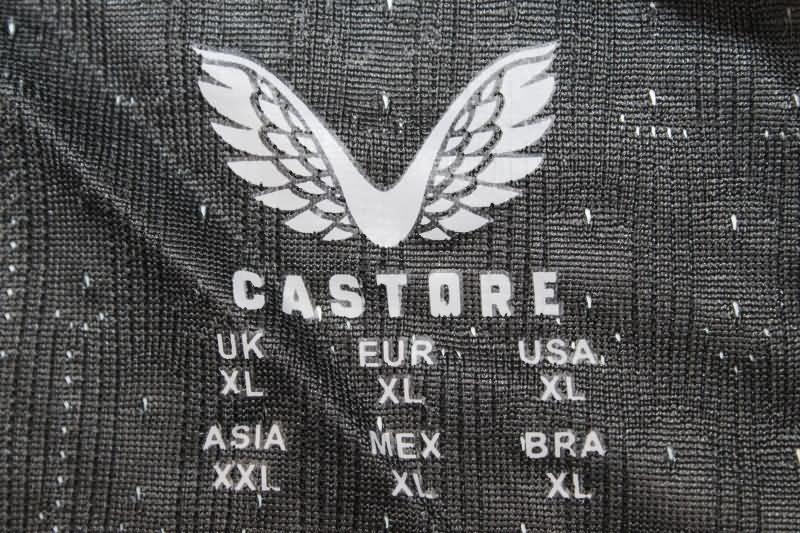 CASTORE
UK EUR USA
XL XL XL
ASIA MEX BRA
XXL XL XL